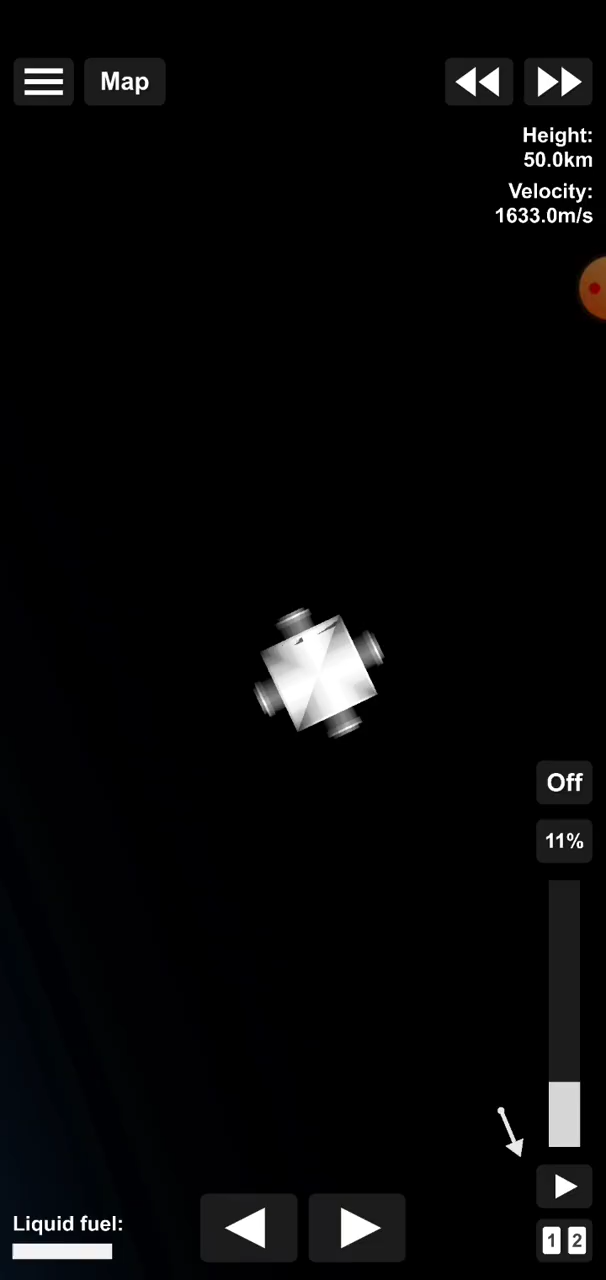 Map
Height:
50.0km
Velocity:
1633.0m/s
Off
11%
Liquid fuel:
1 2